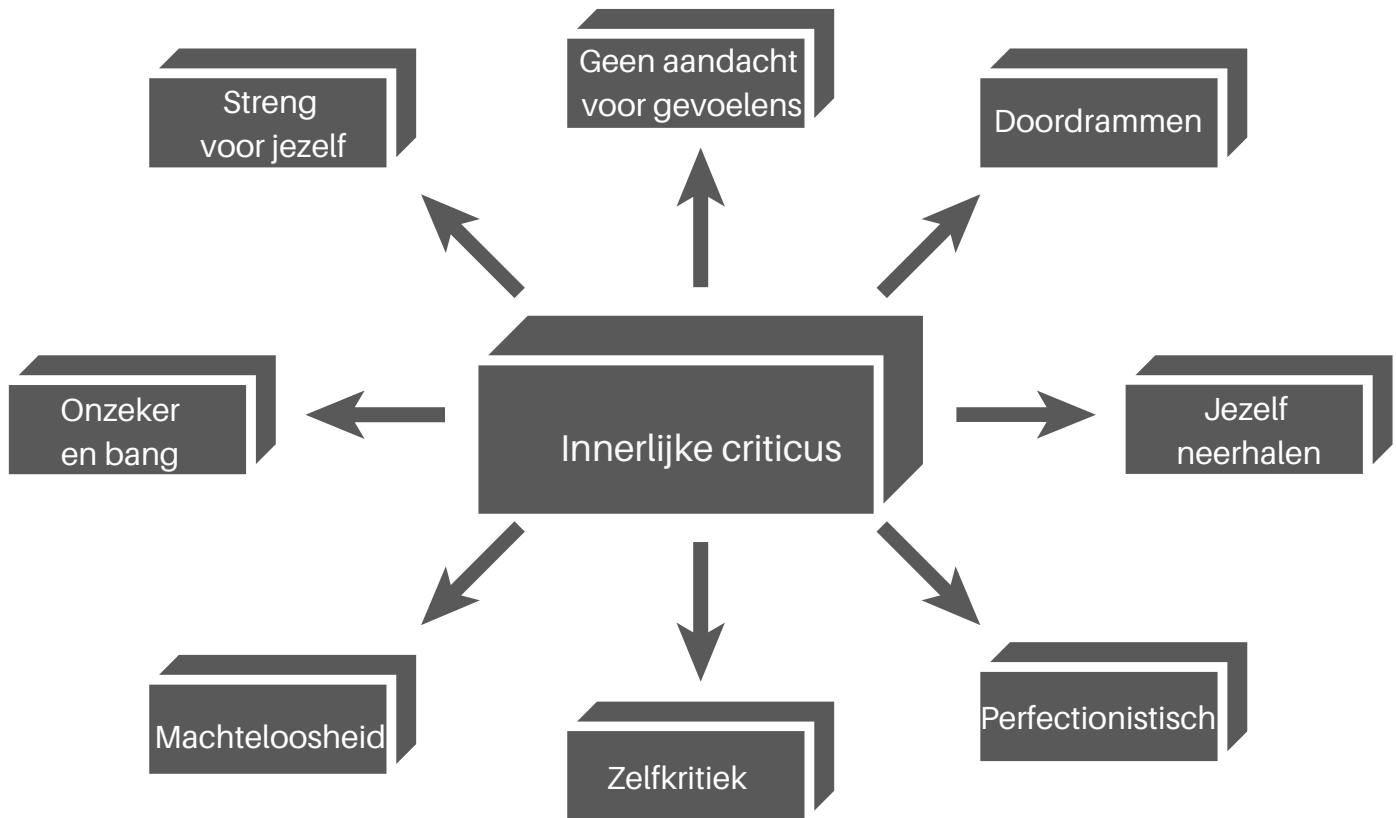 Geen aandacht
voor gevoelens
Streng
voor jezelf
Doordrammen
Onzeker
en bang
Innerlijke criticus
Jezelf
neerhalen
Machteloosheid
Zelfkritiek
Perfectionistisch